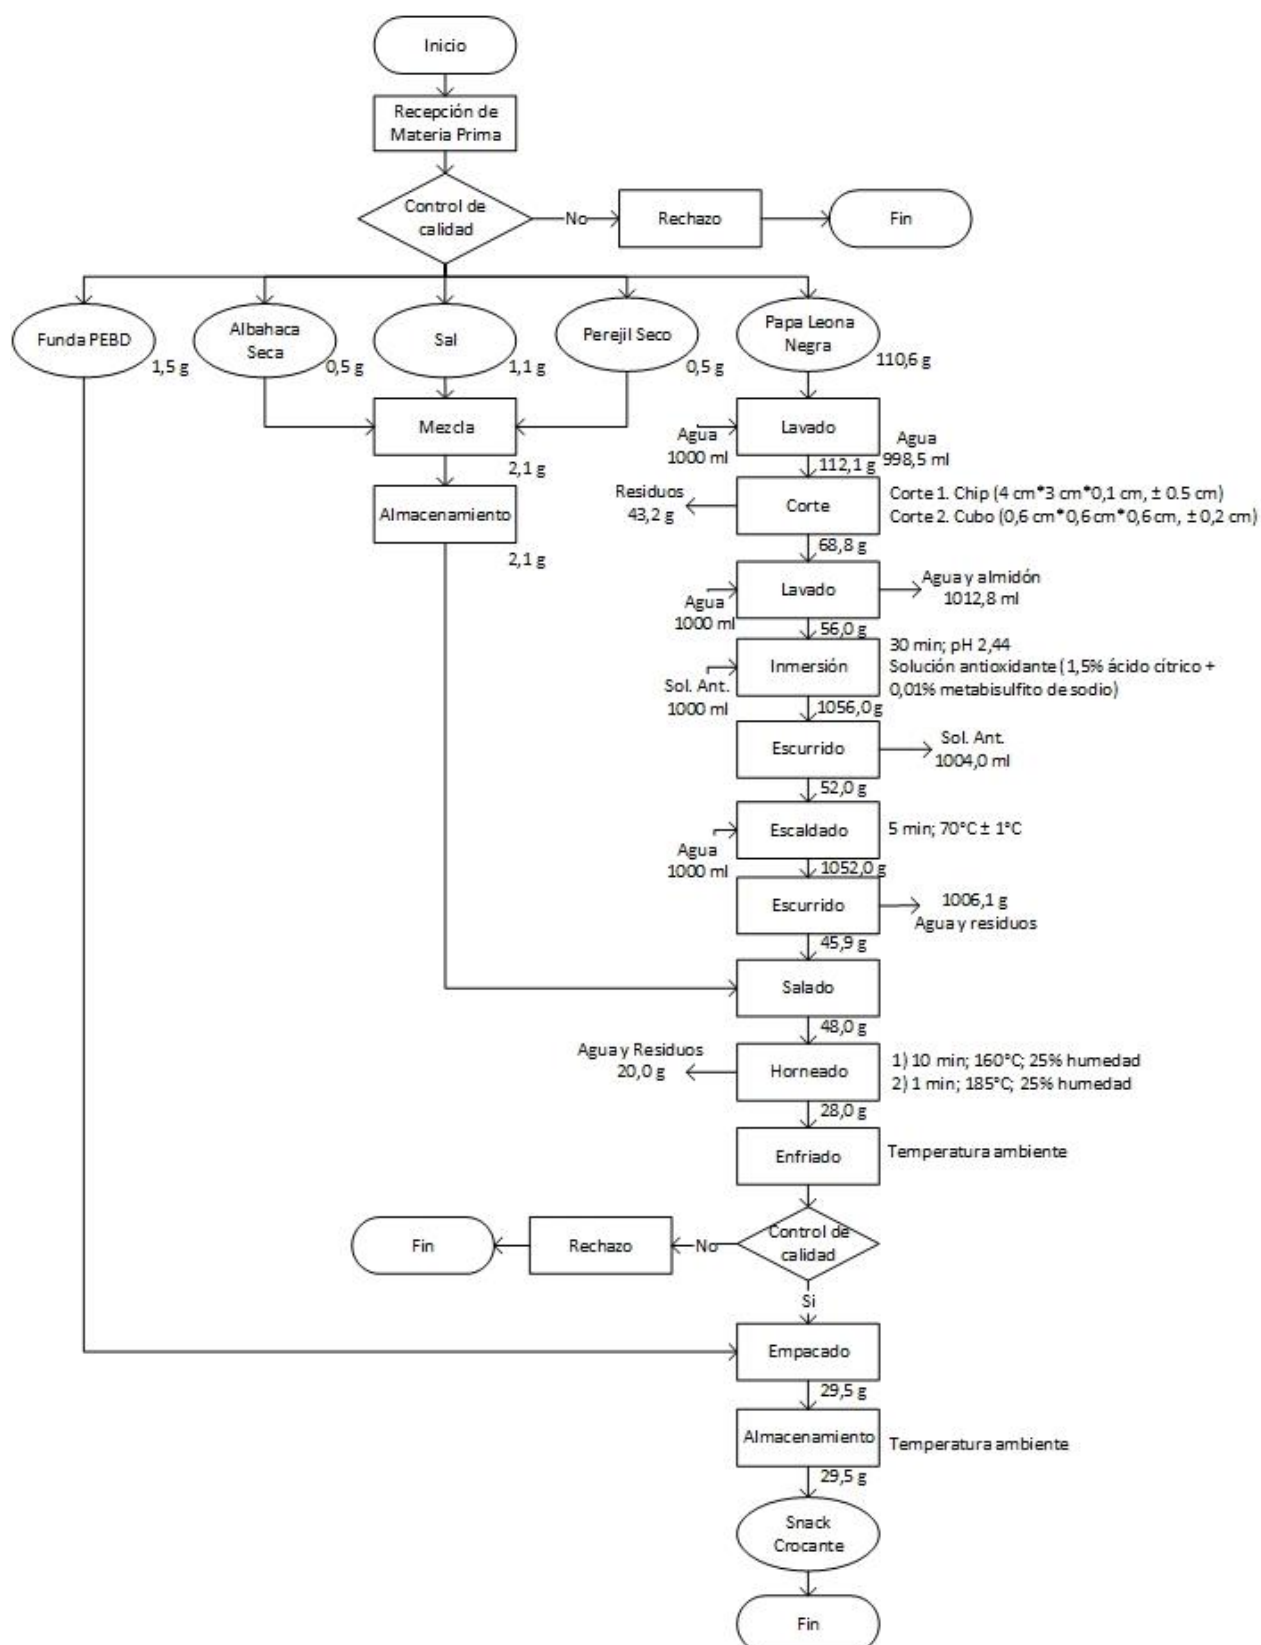 Inicio
Recepción de
Materia Prima
Control de
calidad
No
Rechazo
Fin
Funda PEBD
1,5 g
Albahaca
Seca
0,5 g
Sal
1,1 g
Perejil Seco
0,5 g
Papa Leona
Negra
110,6 g
Mezcla
2,1 g
Almacenamiento
2,1 g
Agua
1000 ml
Lavado
Agua
998,5 ml
112,1 g
Residuos
43,2 g
Corte
Corte 1. Chip (4 cm*3 cm*0,1 cm, ± 0.5 cm)
Corte 2. Cubo (0,6 cm*0,6 cm*0,6 cm, ± 0,2 cm)
68,8 g
Agua
1000 ml
Lavado
Agua y almidón
1012,8 ml
56,0 g
Sol. Ant.
1000 ml
Inmersión
30 min; pH 2,44
Solución antioxidante (1,5% ácido cítrico +
0,01% metabisulfito de sodio)
1056,0 g
Escurrido
Sol. Ant.
1004,0 ml
52,0 g
Agua
1000 ml
Escaldado
5 min; 70°C ± 1°C
1052,0 g
Escurrido
1006,1 g
Agua y residuos
45,9 g
Salado
48,0 g
Agua y Residuos
20,0 g
Horneado
1) 10 min; 160°C; 25% humedad
2) 1 min; 185°C; 25% humedad
28,0 g
Enfriado
Temperatura ambiente
Control de
calidad
No
Rechazo
Fin
Si
Empacado
29,5 g
Almacenamiento
Temperatura ambiente
29,5 g
Snack
Crocante
Fin